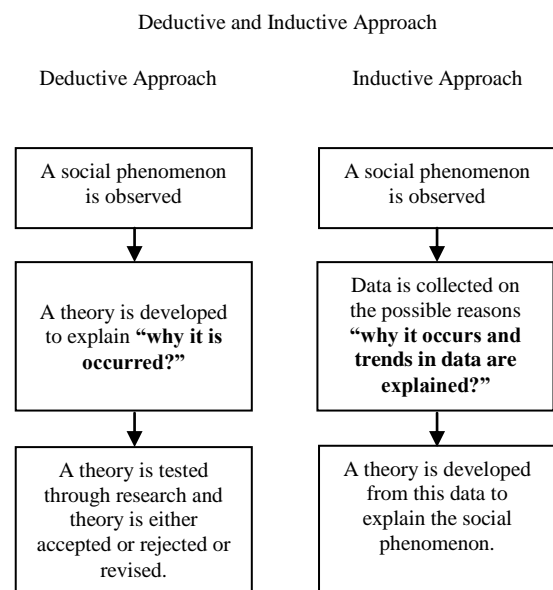 Deductive and Inductive Approach
Deductive Approach
Inductive Approach
A social phenomenon
is observed
A theory is developed
to explain “why it is
occurred?”
A theory is tested
through research and
theory is either
accepted or rejected or
revised.
A social phenomenon
is observed
Data is collected on
the possible reasons
“why it occurs and
trends in data are
explained?”
A theory is developed
from this data to
explain the social
phenomenon.